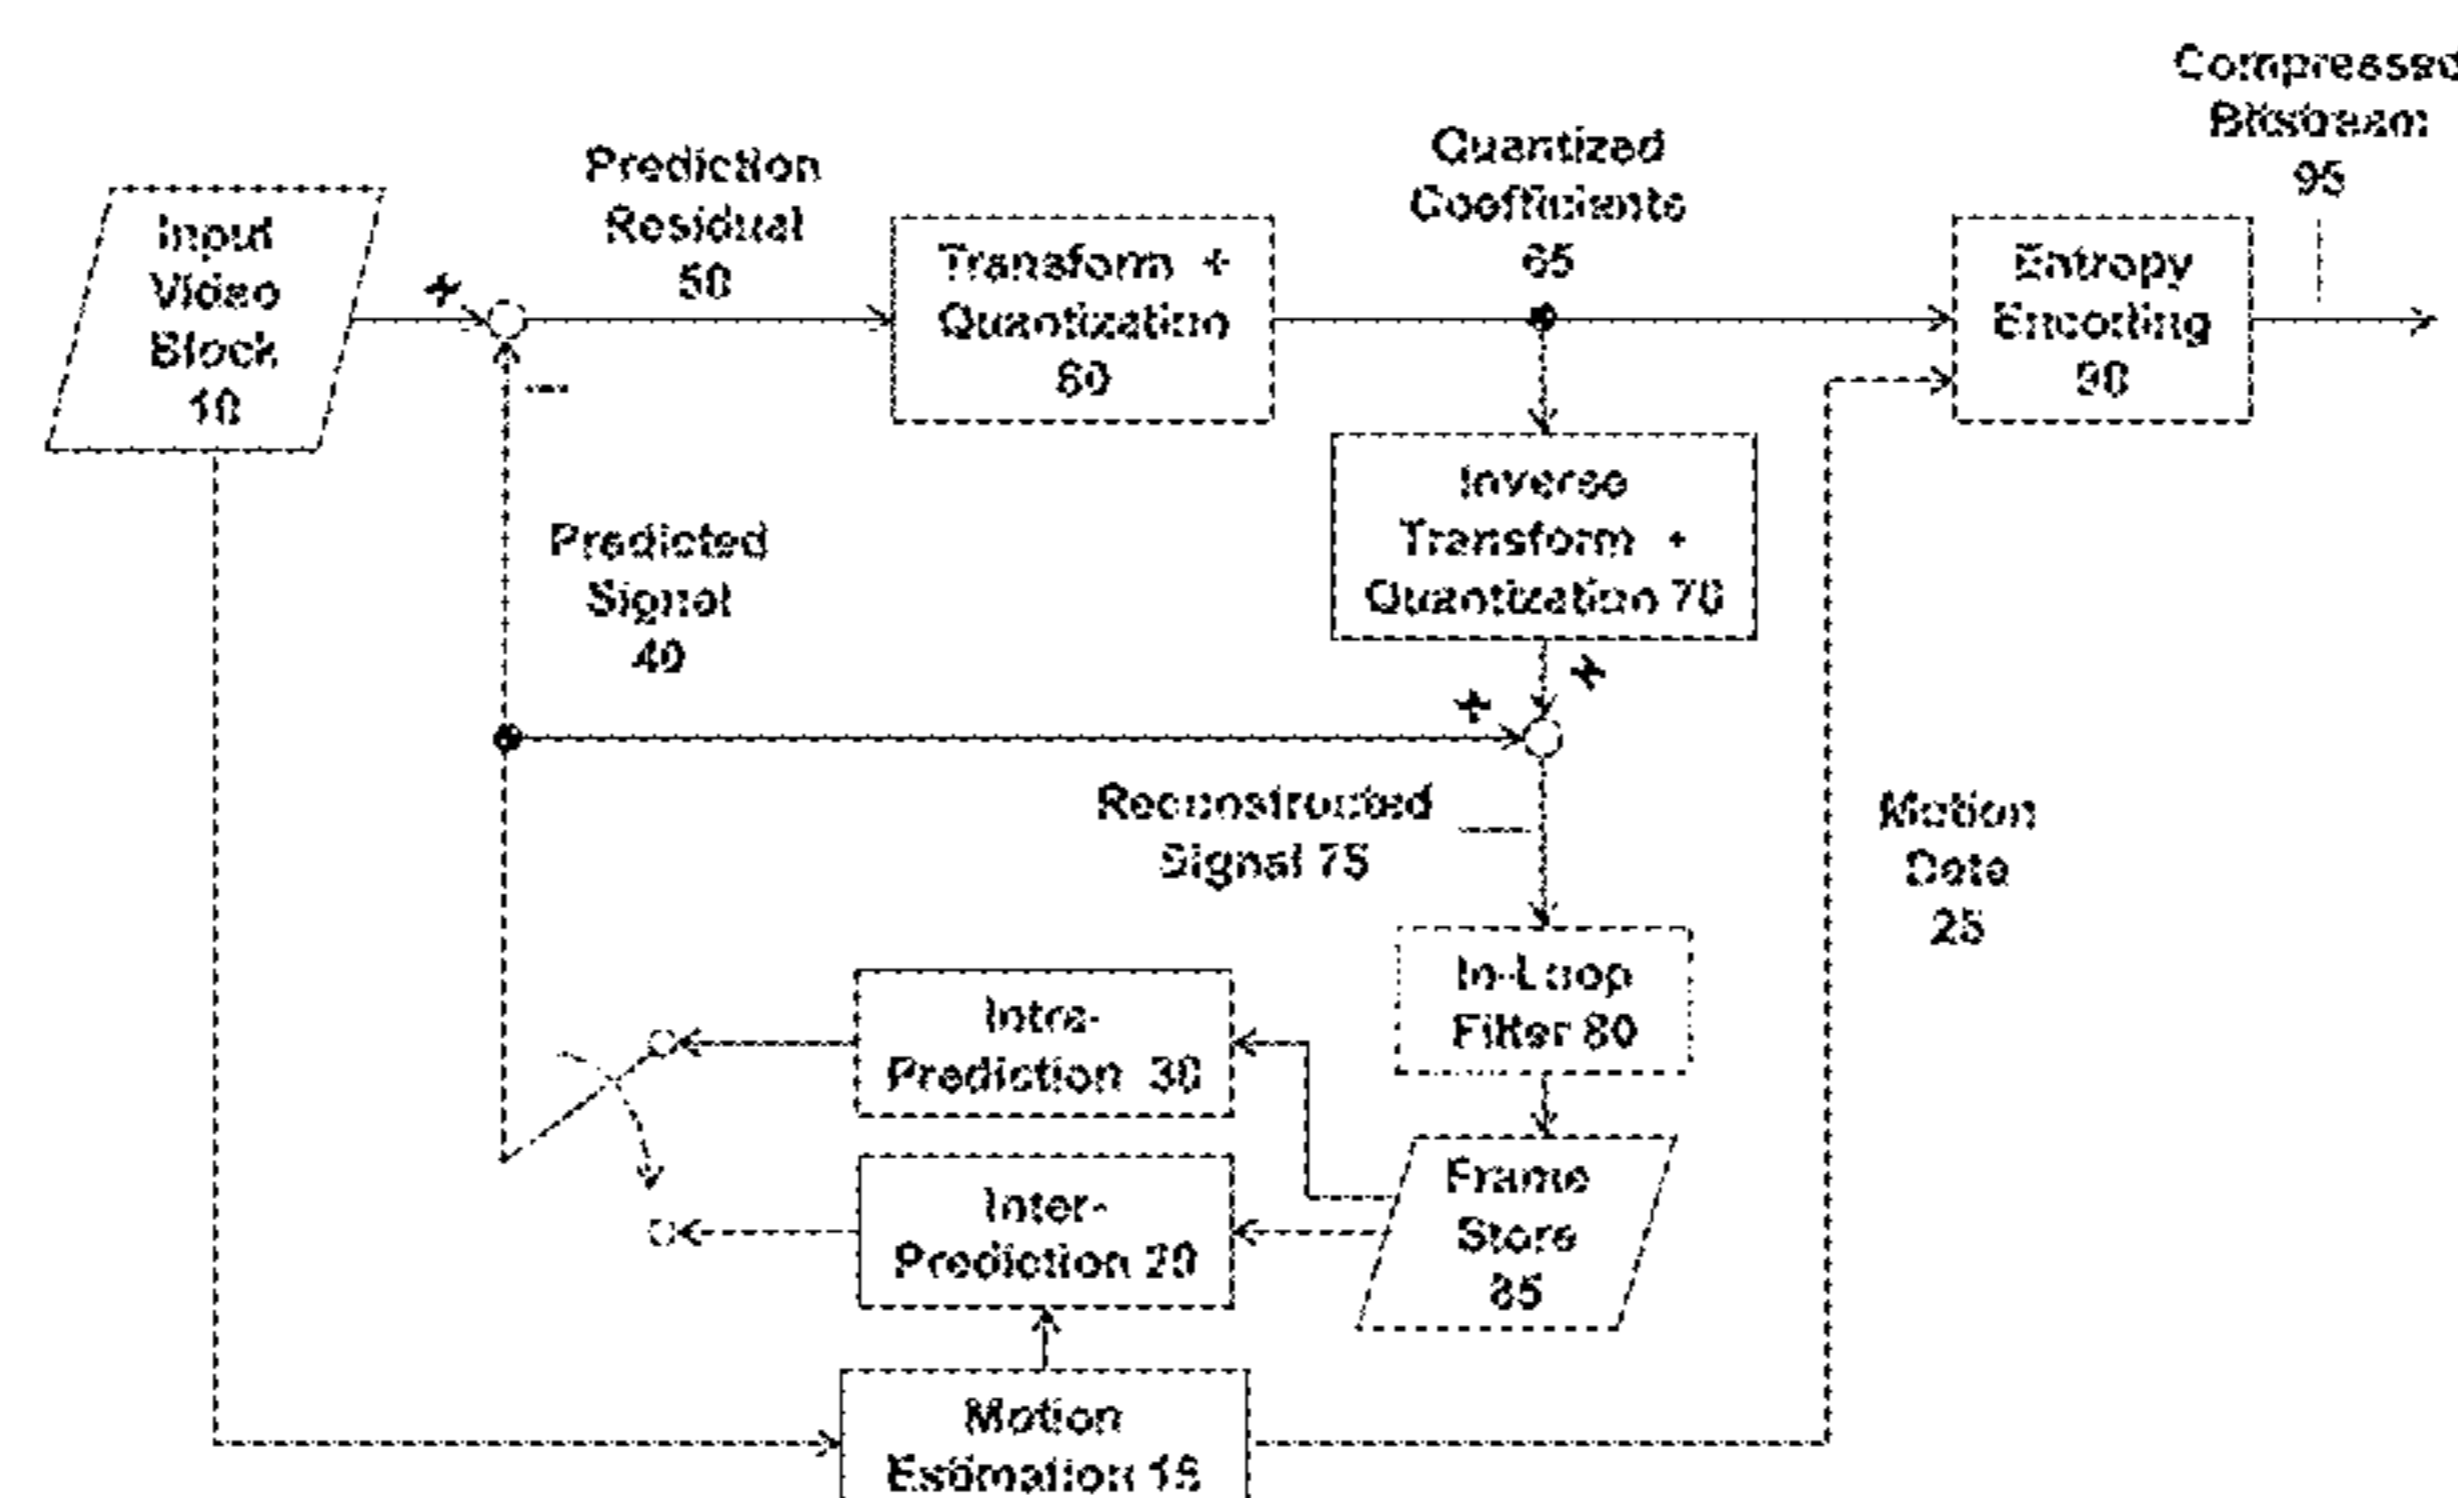 Compressed
Bitstream
95
Quantized
Coefficients
65
Prediction
Residual
50
Input
Video
Block
10
+
Transform +
Quantization
60
Entropy
Encoding
90
-
Inverse
Transform +
Quantization 70
Predicted
Signal
40
+
+
Reconstructed
Signal 75
Motion
Data
25
In-Loop
Filter 80
Intra-
Prediction 30
Frame
Store
85
Inter-
Prediction 20
Motion
Estimation 15